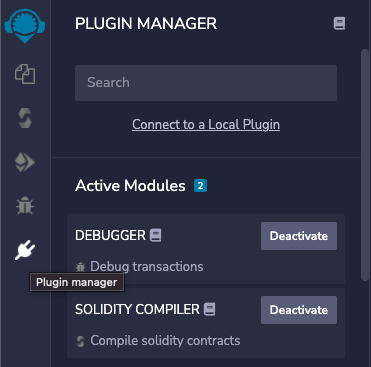 PLUGIN MANAGER
Search
Connect to a Local Plugin
Active Modules 2
DEBUGGER Deactivate
Debug transactions
Plugin manager
SOLIDITY COMPILER Deactivate
Compile solidity contracts